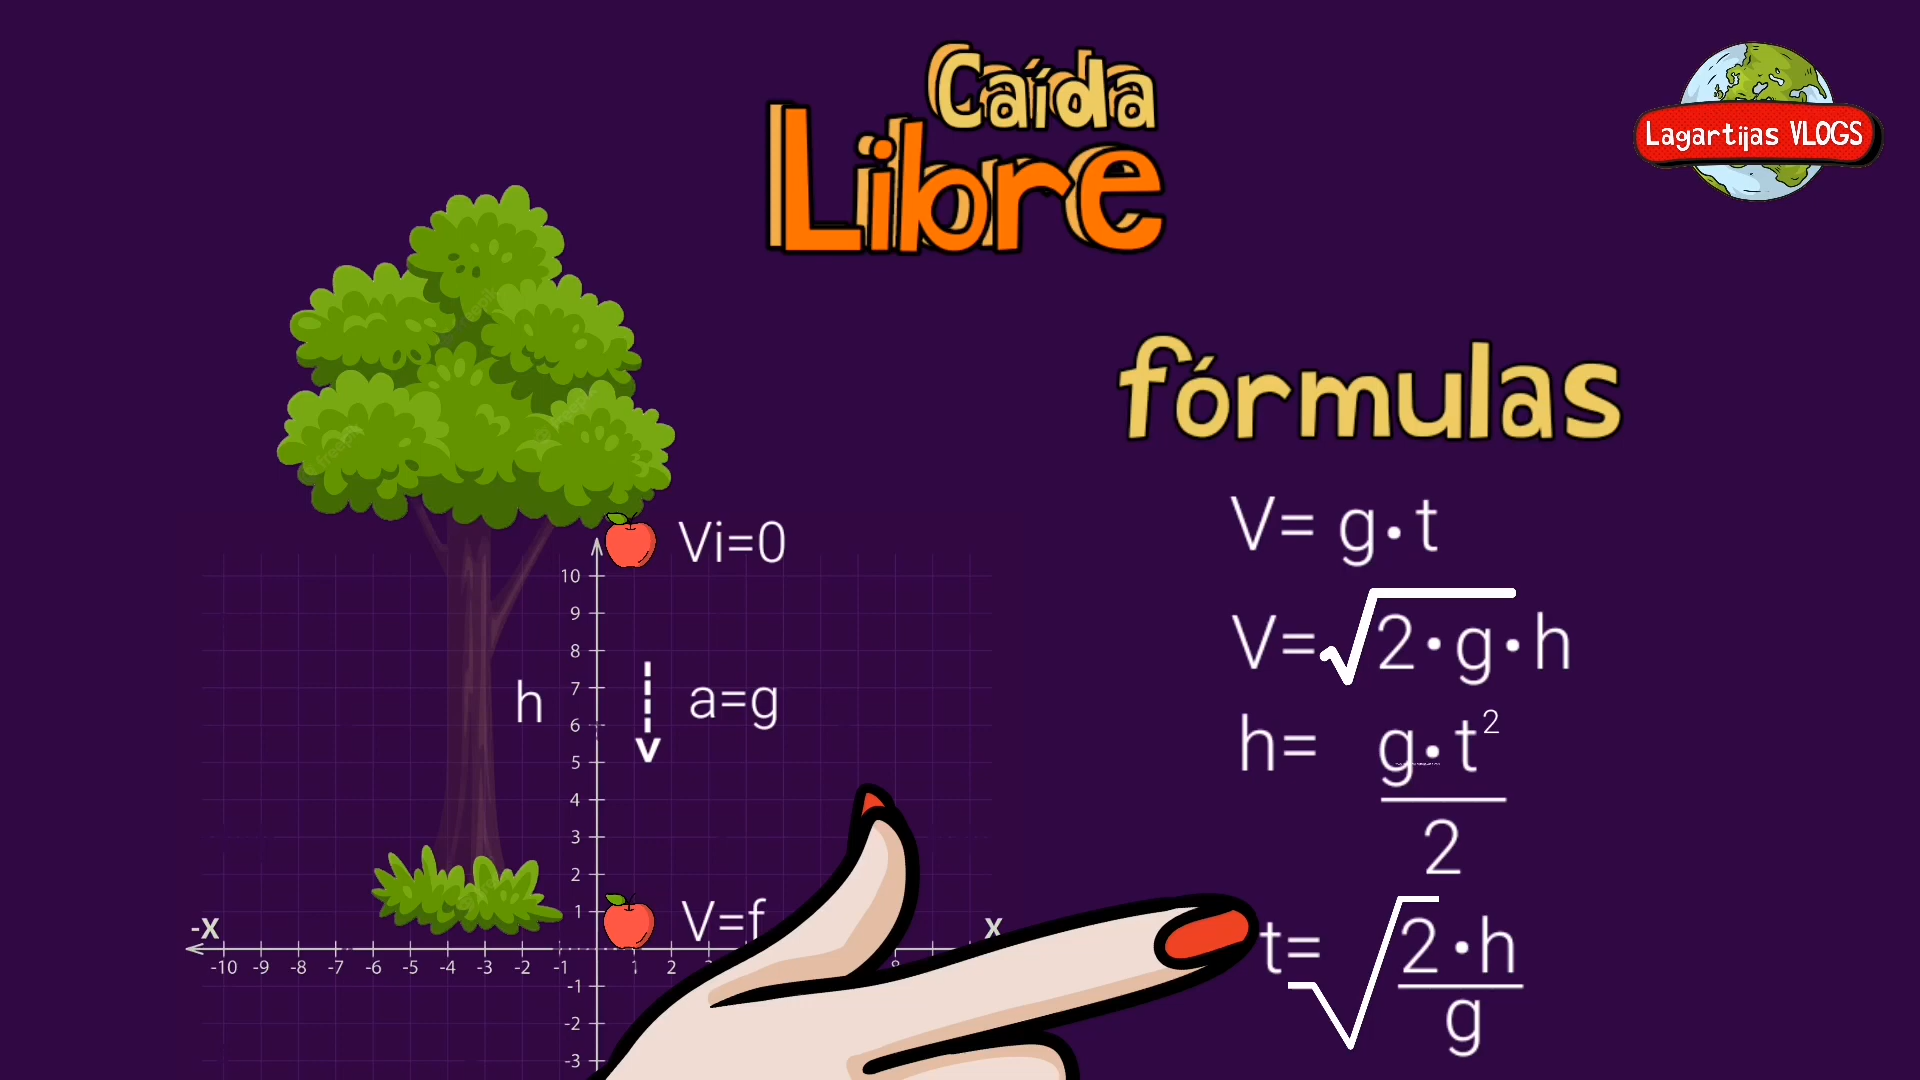 Caída
Libre
Lagartijas VLOGS
fórmulas
Vi=0
h
a=g
V=f
V= g•t
V=√2•g•h
h= g•t²
2
t= √2•h
g
10
9
8
7
6
5
4
3
2
1
-X
X
-10 -9 -8 -7 -6 -5 -4 -3 -2 -1 1 2
-1
-2
-3